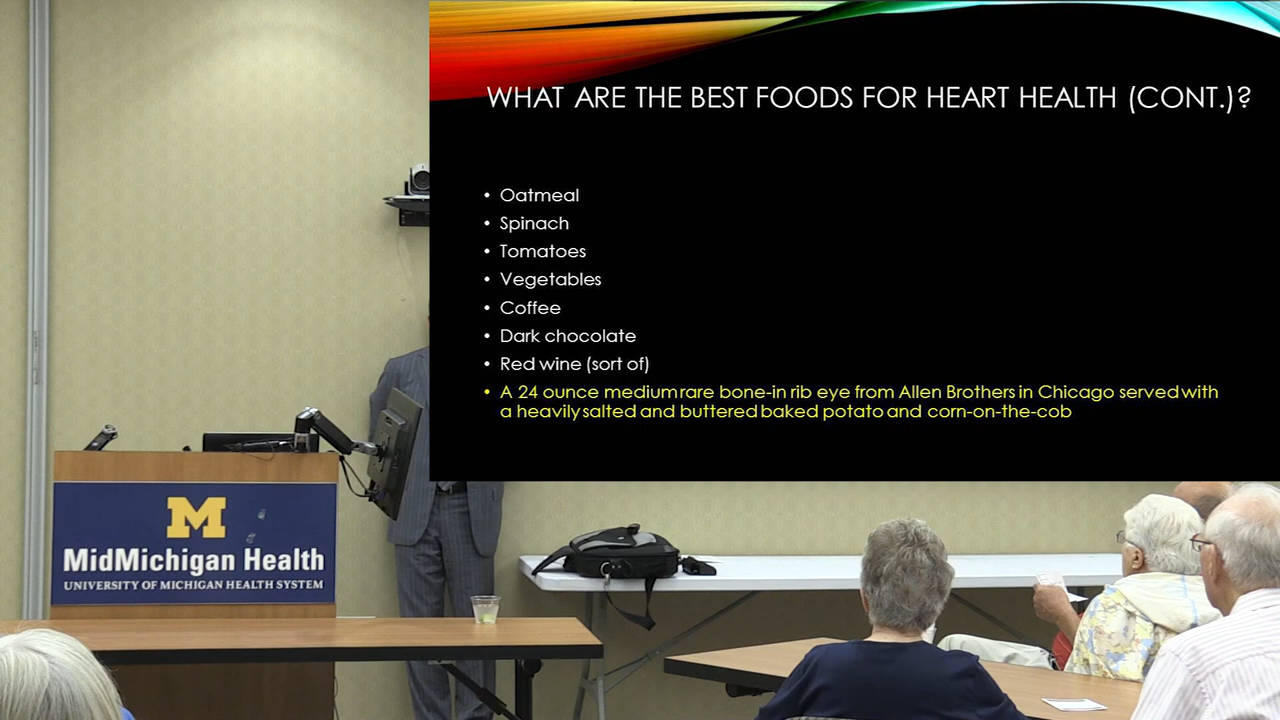 WHAT ARE THE BEST FOODS FOR HEART HEALTH (CONT.)?
• Oatmeal
• Spinach
• Tomatoes
• Vegetables
• Coffee
• Dark chocolate
• Red wine (sort of)
• A 24 ounce medium rare bone-in rib eye from Allen Brothers in Chicago served with
a heavily salted and buttered baked potato and corn-on-the-cob
M
MidMichigan Health
UNIVERSITY OF MICHIGAN HEALTH SYSTEM